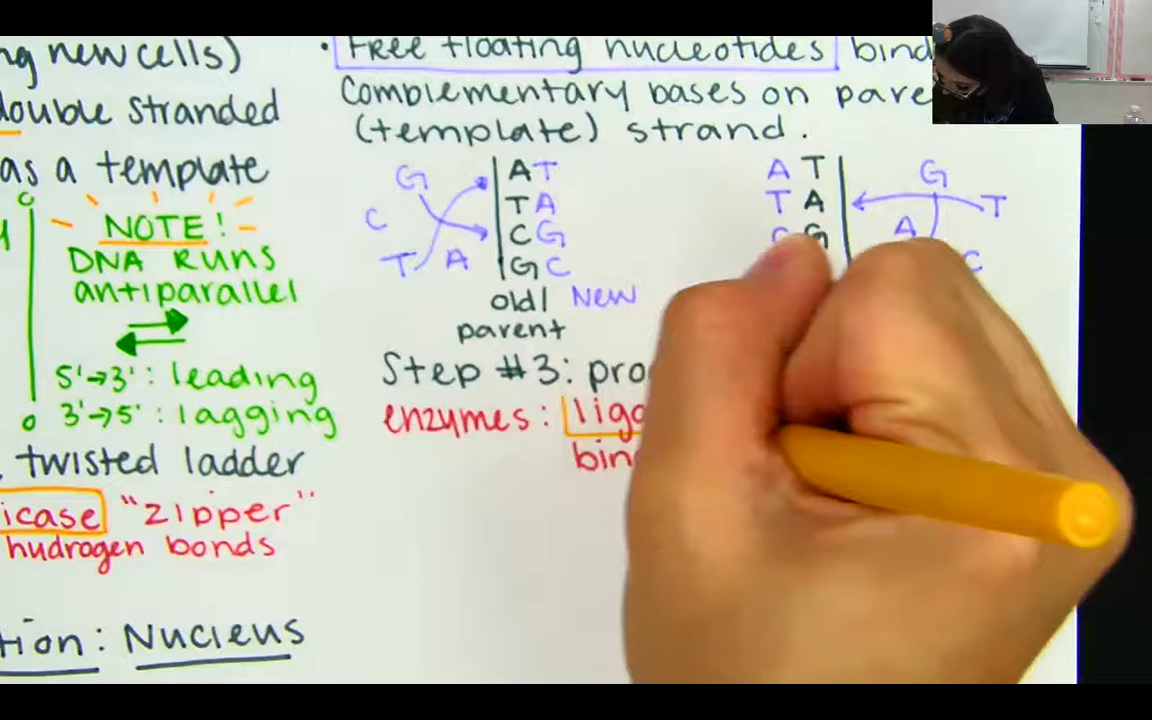 ng new cells)
double stranded
as a template
NOTE!
DNA RUNS
antiparallel
5'→3': leading
3'→5': lagging
twisted ladder
icase "zipper"
hydrogen bonds
tion: Nucleus
• Free floating nucleotides bind
complementary bases on pare
(template) strand.
G C T A
A T
T A
C G
G C
old/ New
parent
A T
T A
C G
G T A C
Step #3: pro
enzymes: liga
bin